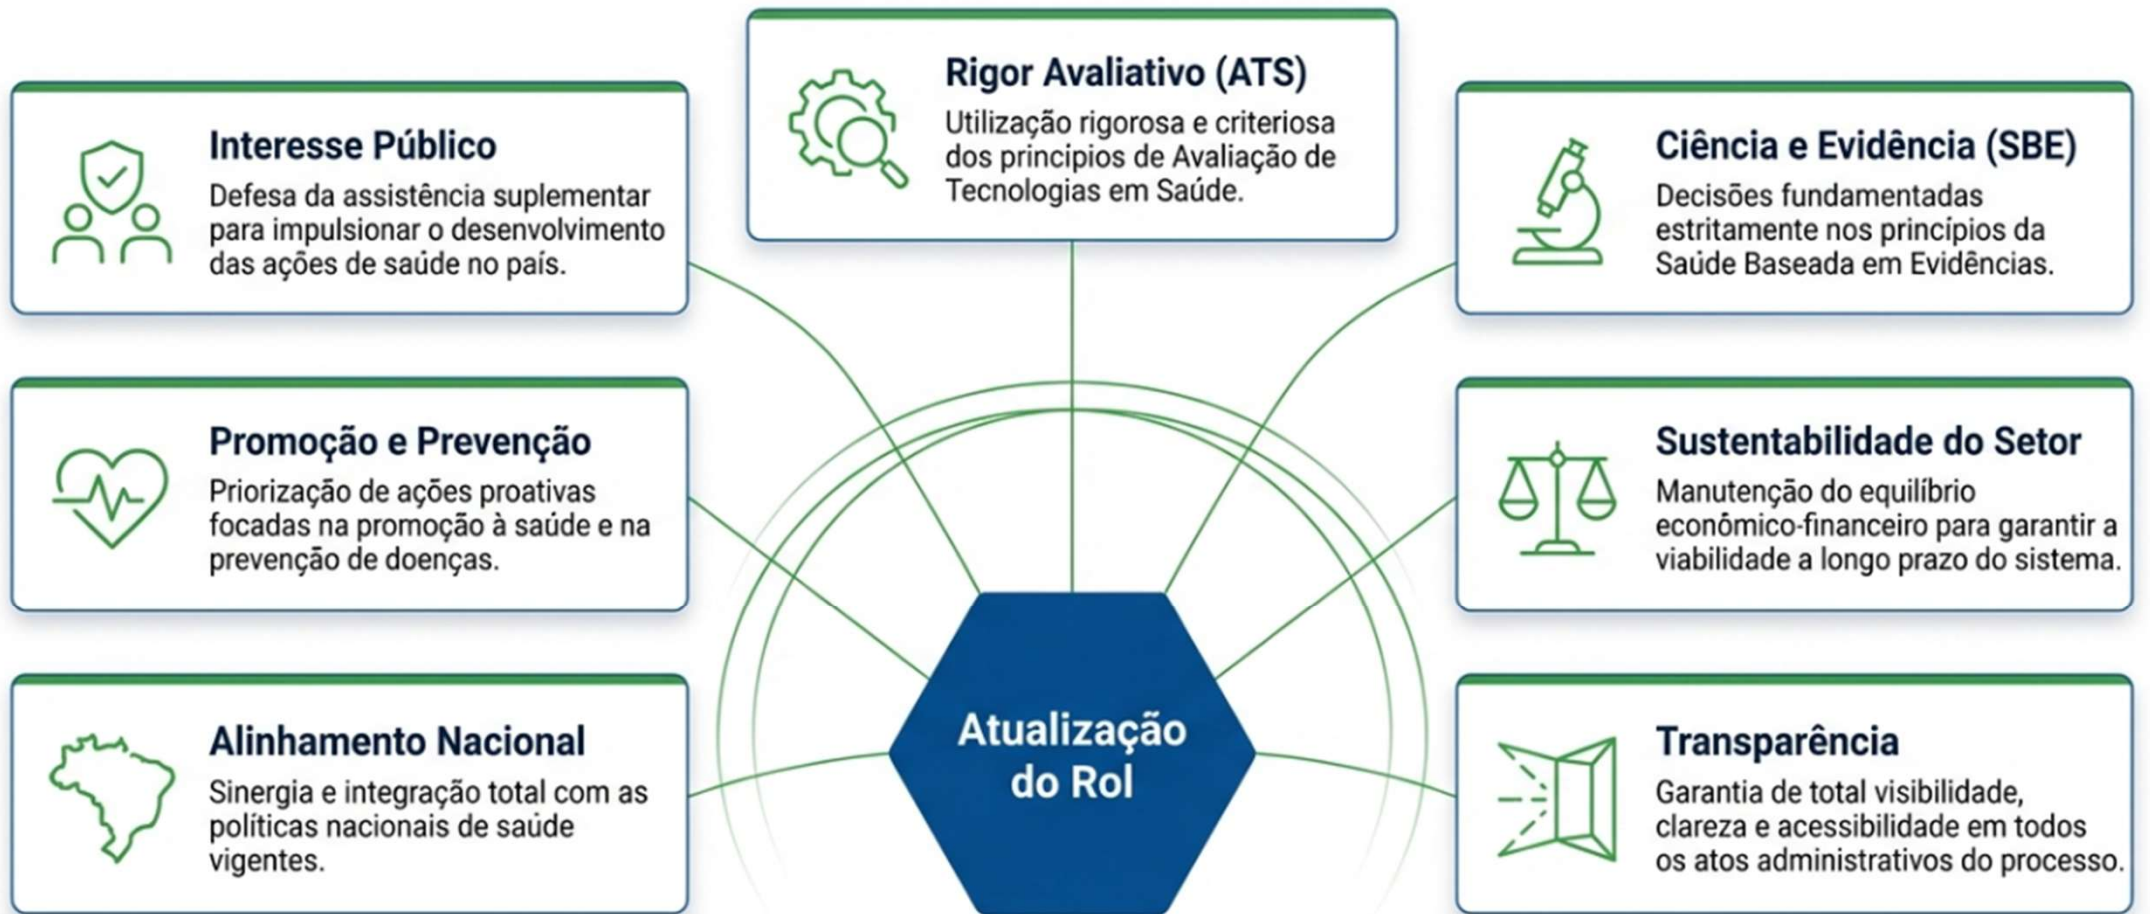 Rigor Avaliativo (ATS)
Utilização rigorosa e criteriosa
dos princípios de Avaliação de
Tecnologias em Saúde.
Interesse Público
Defesa da assistência suplementar
para impulsionar o desenvolvimento
das ações de saúde no país.
Ciência e Evidência (SBE)
Decisões fundamentadas
estritamente nos princípios da
Saúde Baseada em Evidências.
Promoção e Prevenção
Priorização de ações proativas
focadas na promoção à saúde e na
prevenção de doenças.
Sustentabilidade do Setor
Manutenção do equilíbrio
econômico-financeiro para garantir a
viabilidade a longo prazo do sistema.
Alinhamento Nacional
Sinergia e integração total com as
políticas nacionais de saúde
vigentes.
Atualização
do Rol
Transparência
Garantia de total visibilidade,
clareza e acessibilidade em todos
os atos administrativos do processo.